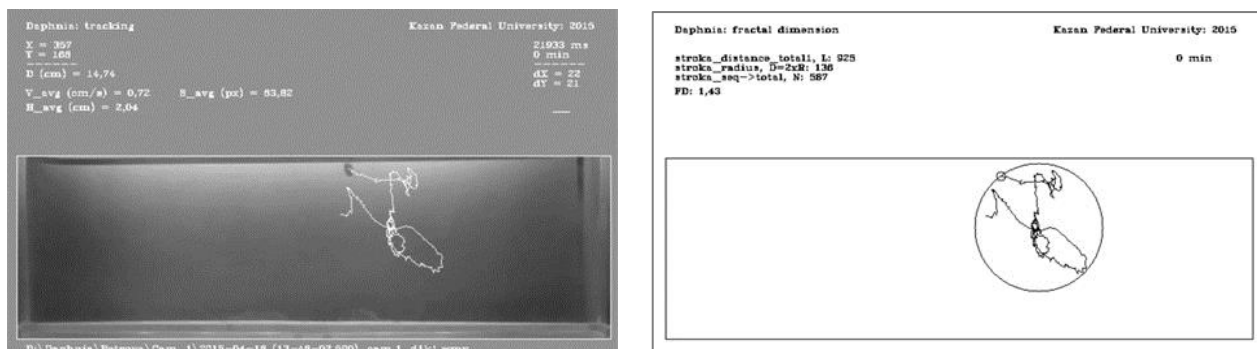 Daphnia: tracking
Kazan Federal University: 2015
X = 357
Y = 168
21933 ms
0 min
D (cm) = 14,74
dX = 22
dY = 21
V_avg (cm/s) = 0,72
S_avg (px) = 83,82
H_avg (cm) = 2,04
Daphnia: fractal dimension
Kazan Federal University: 2015
stroka_distance_total1, L: 925
stroka_radius, D=2xR: 136
stroka_seq->total, N: 587
FD: 1,43
0 min